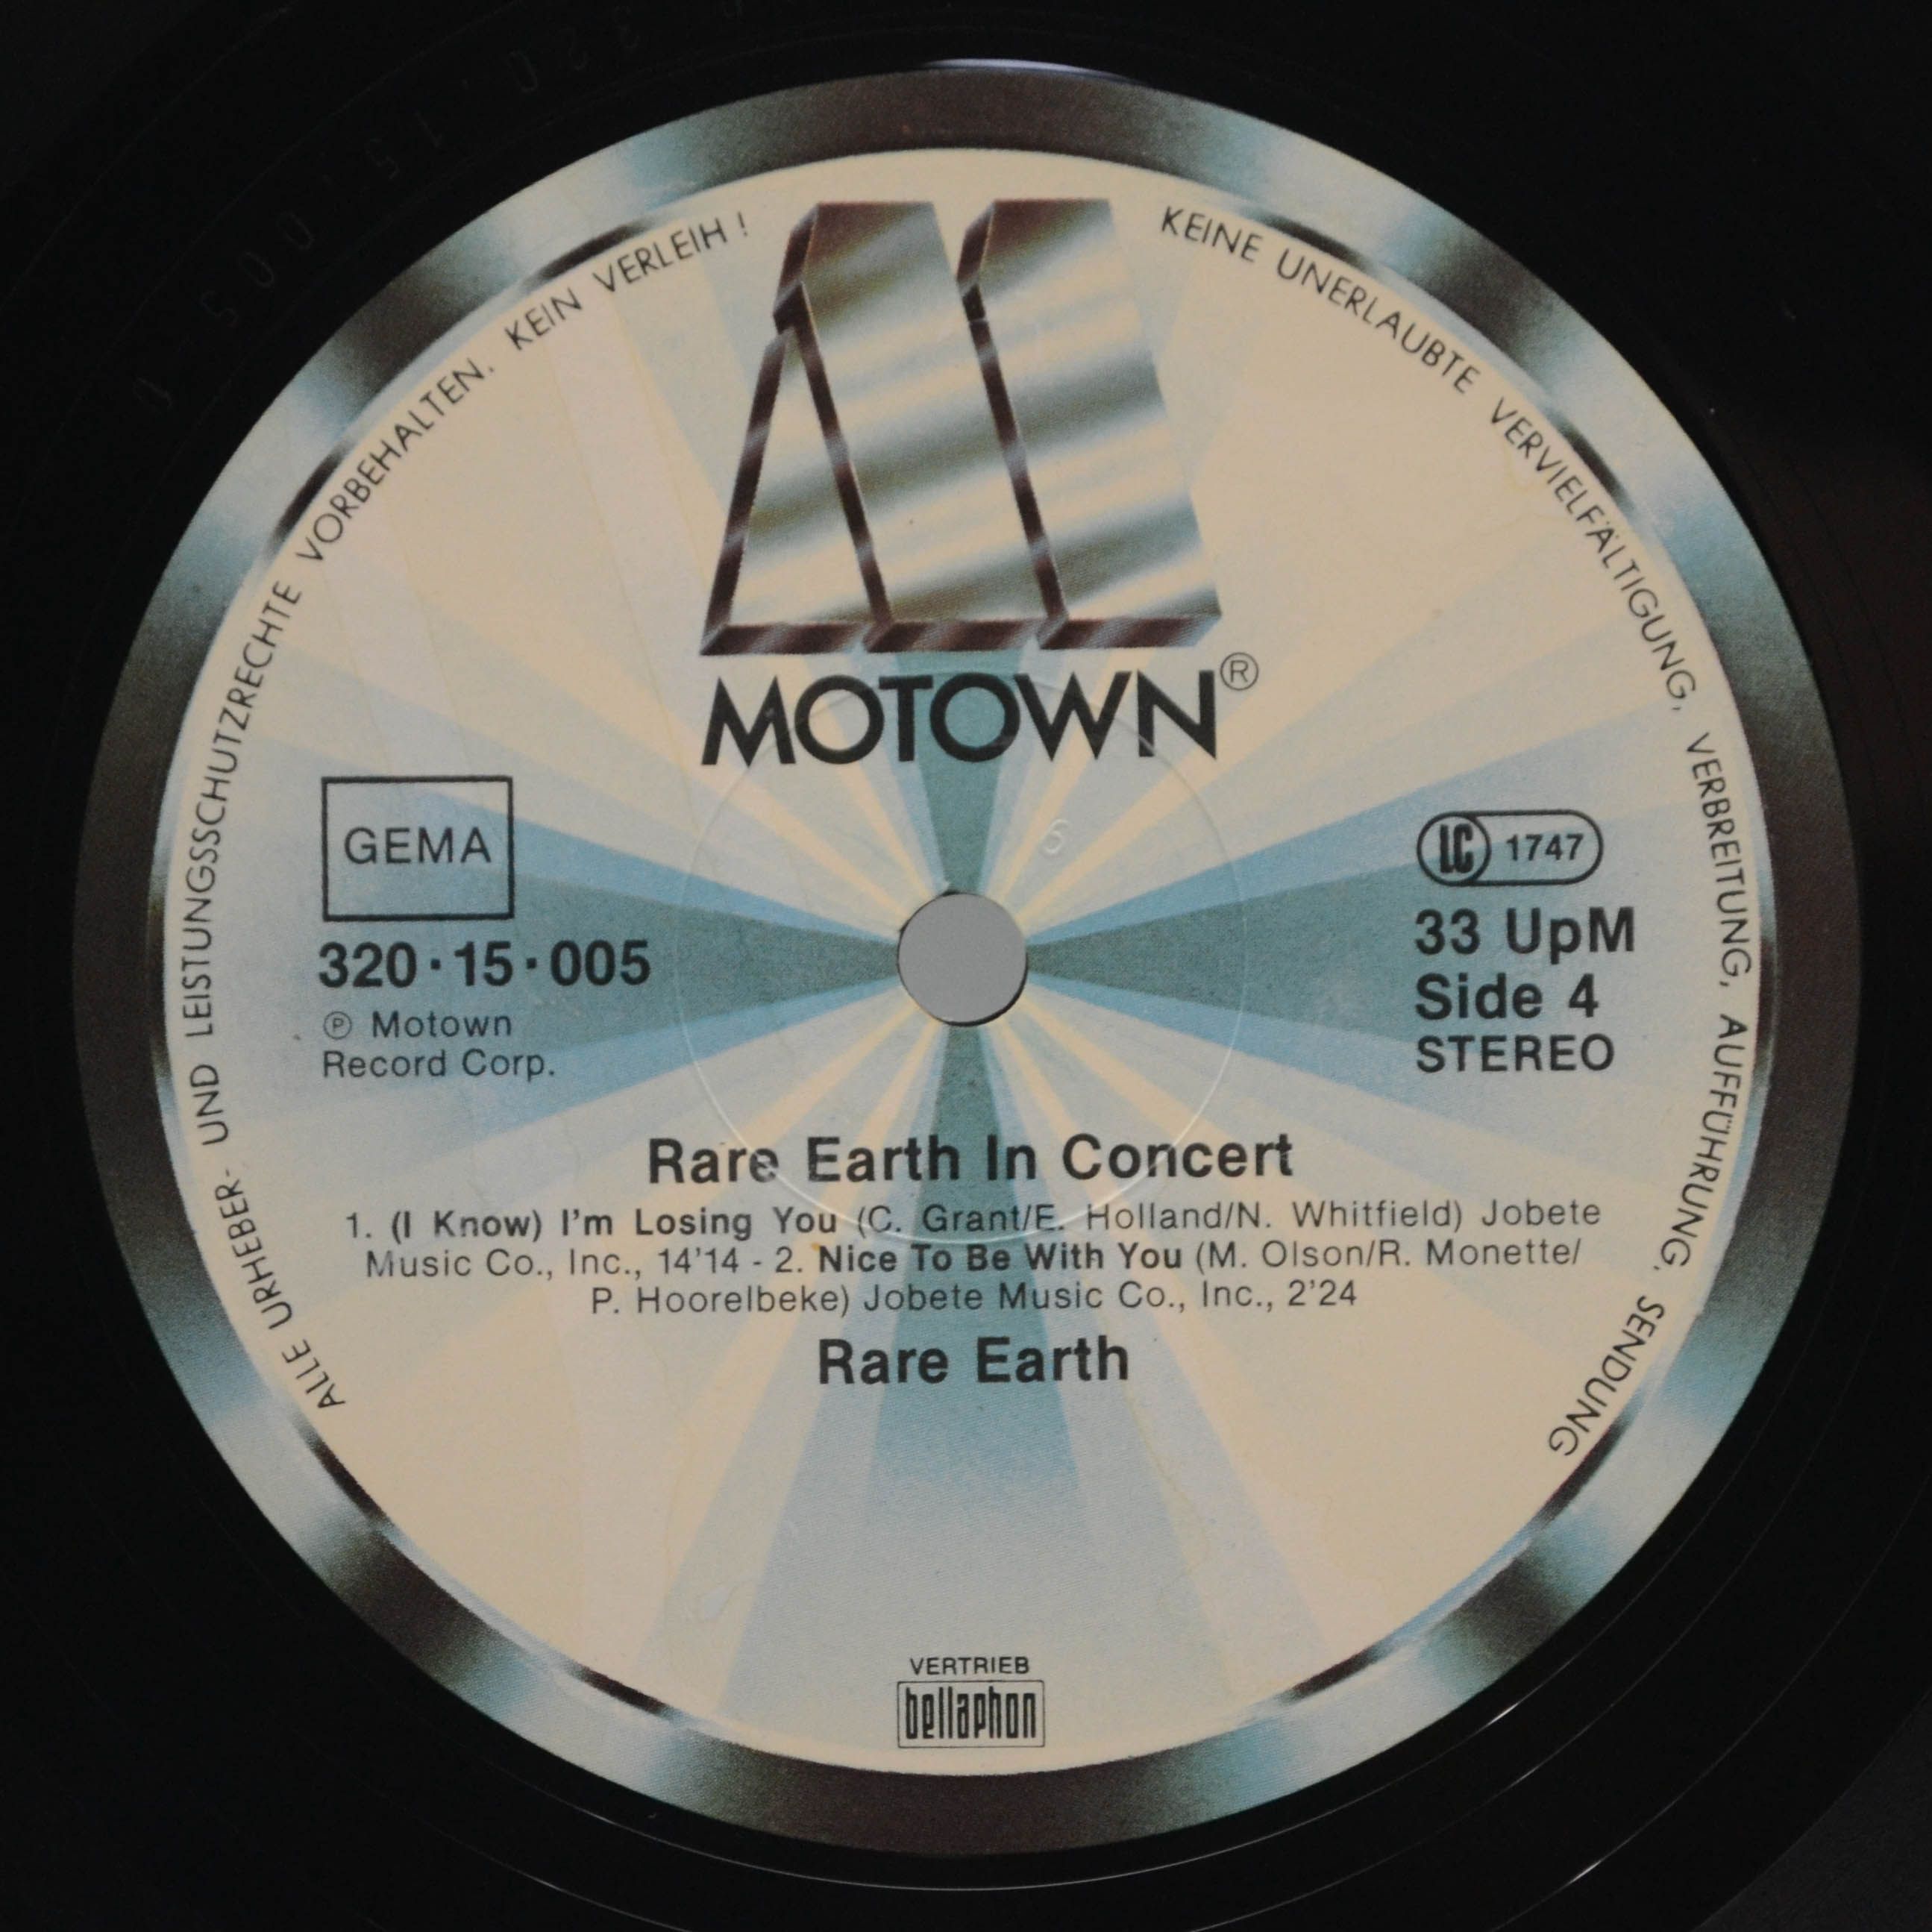 ALLE URHEBER- UND LEISTUNGSSCHUTZRECHTE VORBEHALTEN. KEIN VERLEIH !
KEINE UNERLAUBTE VERVIELFÄLTIGUNG, VERBREITUNG, AUFFÜHRUNG, SENDUNG
MOTOWN®
GEMA
320·15·005
℗ Motown
Record Corp.
LC 1747
33 UpM
Side 4
STEREO
6
Rare Earth In Concert
1. (I Know) I'm Losing You (C. Grant/E. Holland/N. Whitfield) Jobete
Music Co., Inc., 14'14 - 2. Nice To Be With You (M. Olson/R. Monette/
P. Hoorelbeke) Jobete Music Co., Inc., 2'24
Rare Earth
VERTRIEB
bellaphon